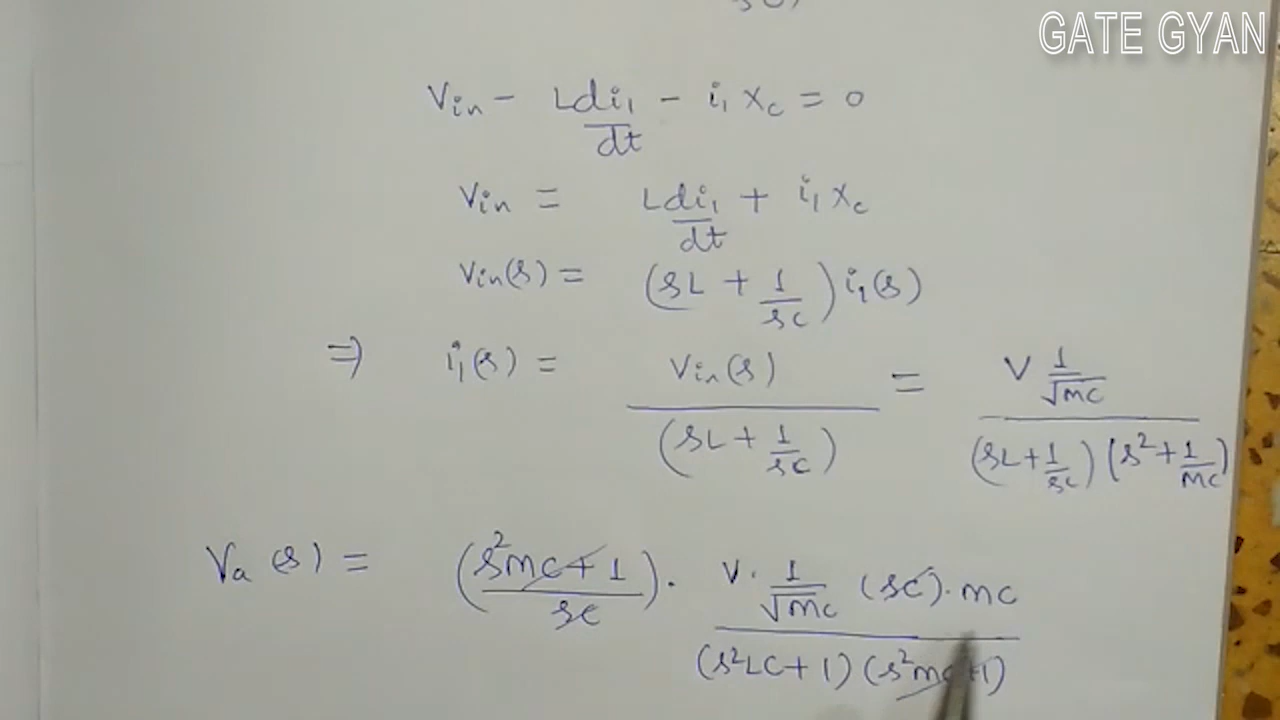 GATE GYAN
Vin - L di₁/dt - i₁ Xc = 0
Vin = L di₁/dt + i₁ Xc
Vin(s) = (sL + 1/sC) i₁(s)
⇒ i₁(s) = Vin(s) / (sL + 1/sC) = V 1/√MC / (sL + 1/sC) (s² + 1/MC)
Va(s) = (s²MC + 1 / sC) · V · 1/√MC (sC) · MC / (s²LC + 1) (s²MC + 1)